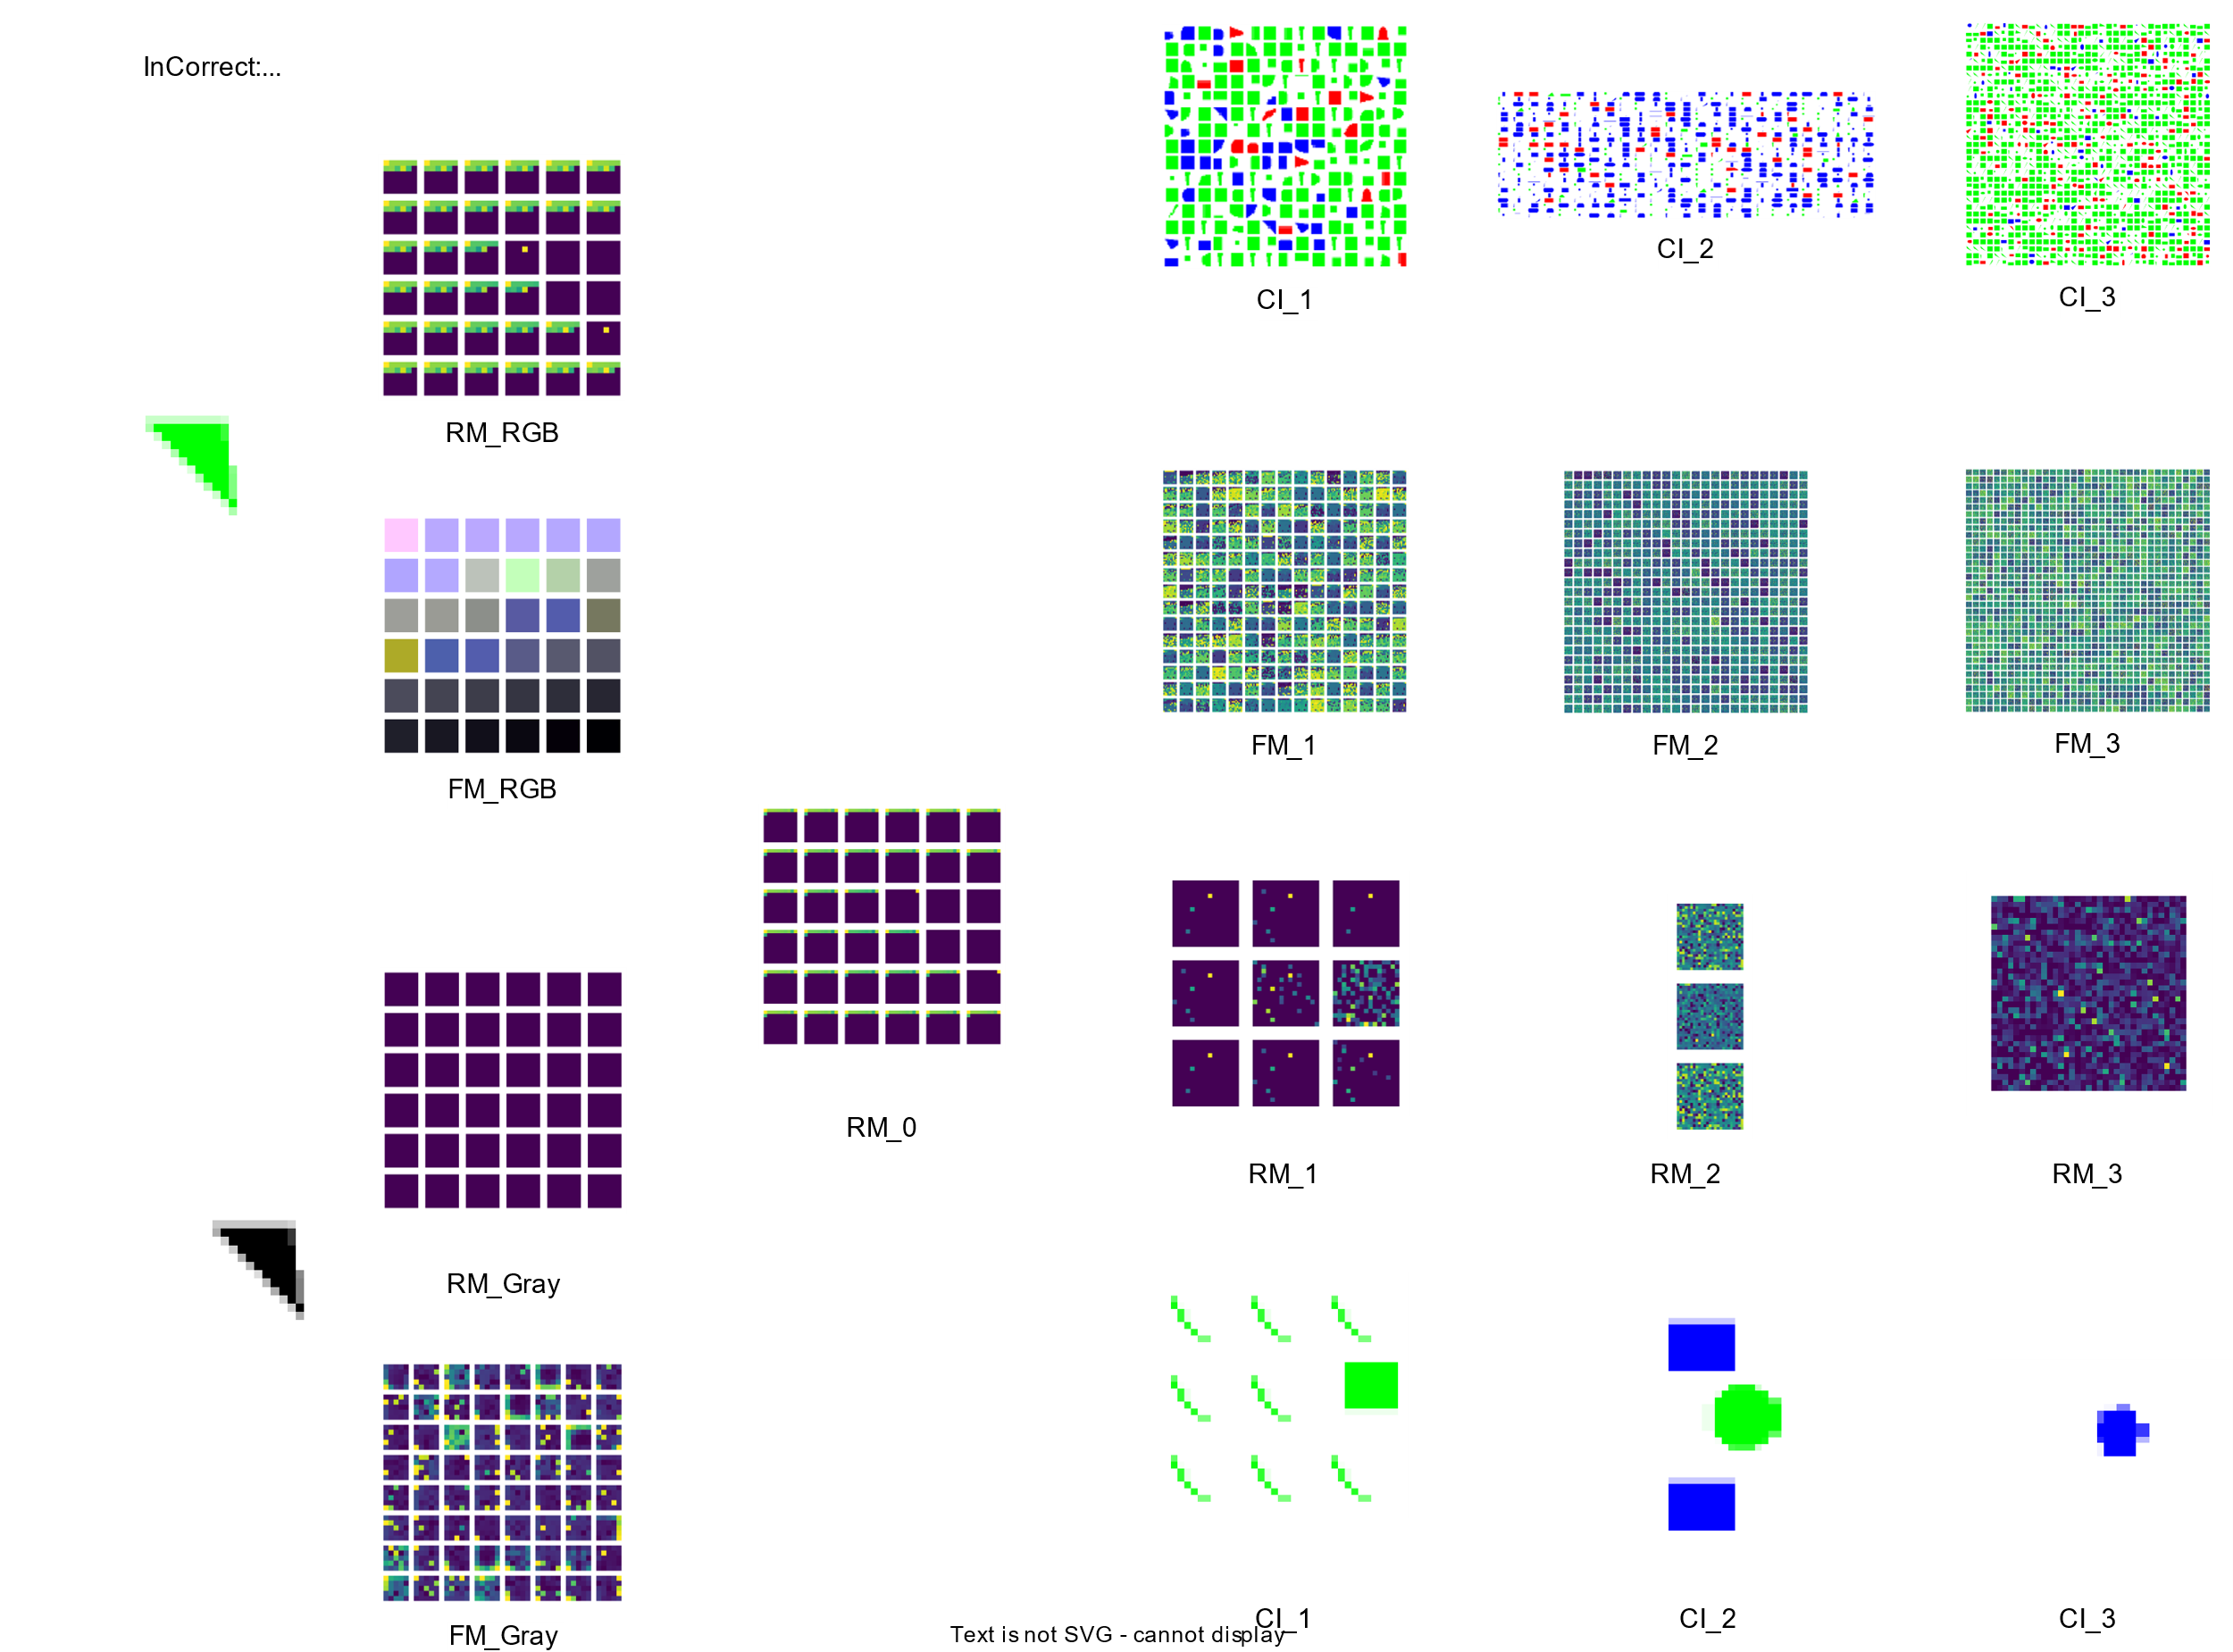 InCorrect:...
CI_1
CI_2
CI_3
RM_RGB
FM_RGB
FM_1
FM_2
FM_3
RM_0
RM_1
RM_2
RM_3
RM_Gray
FM_Gray
CI_1
CI_2
CI_3
Text is not SVG - cannot display